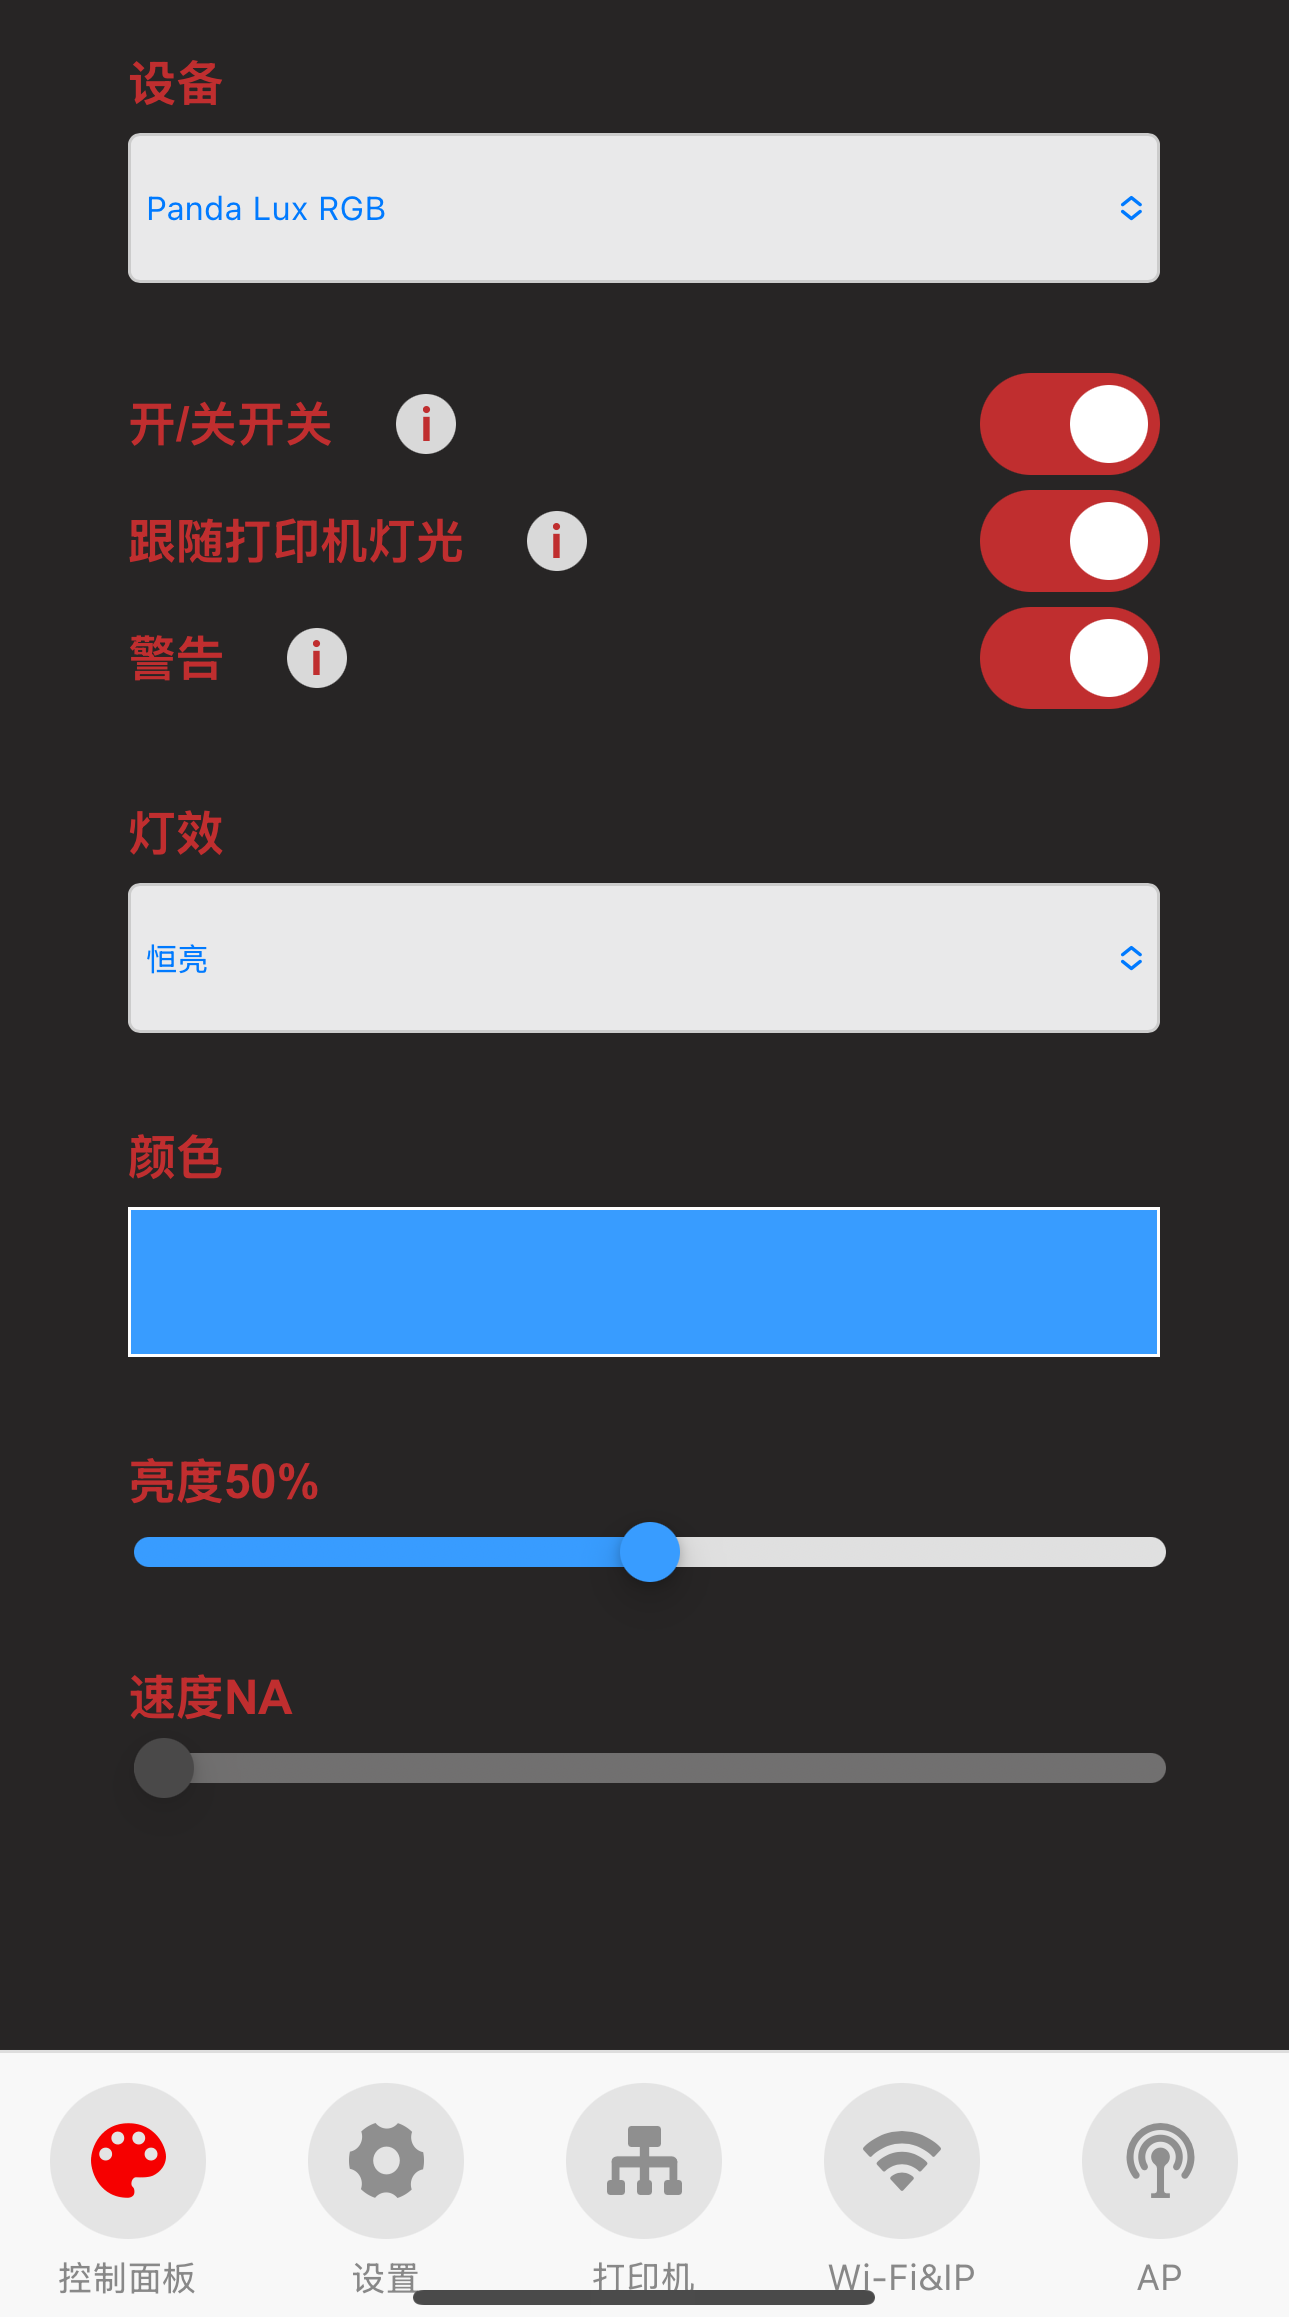 设备
Panda Lux RGB
开/关开关
跟随打印机灯光
警告
灯效
恒亮
颜色
亮度50%
速度NA
控制面板
设置
打印机
Wi-Fi&IP
AP